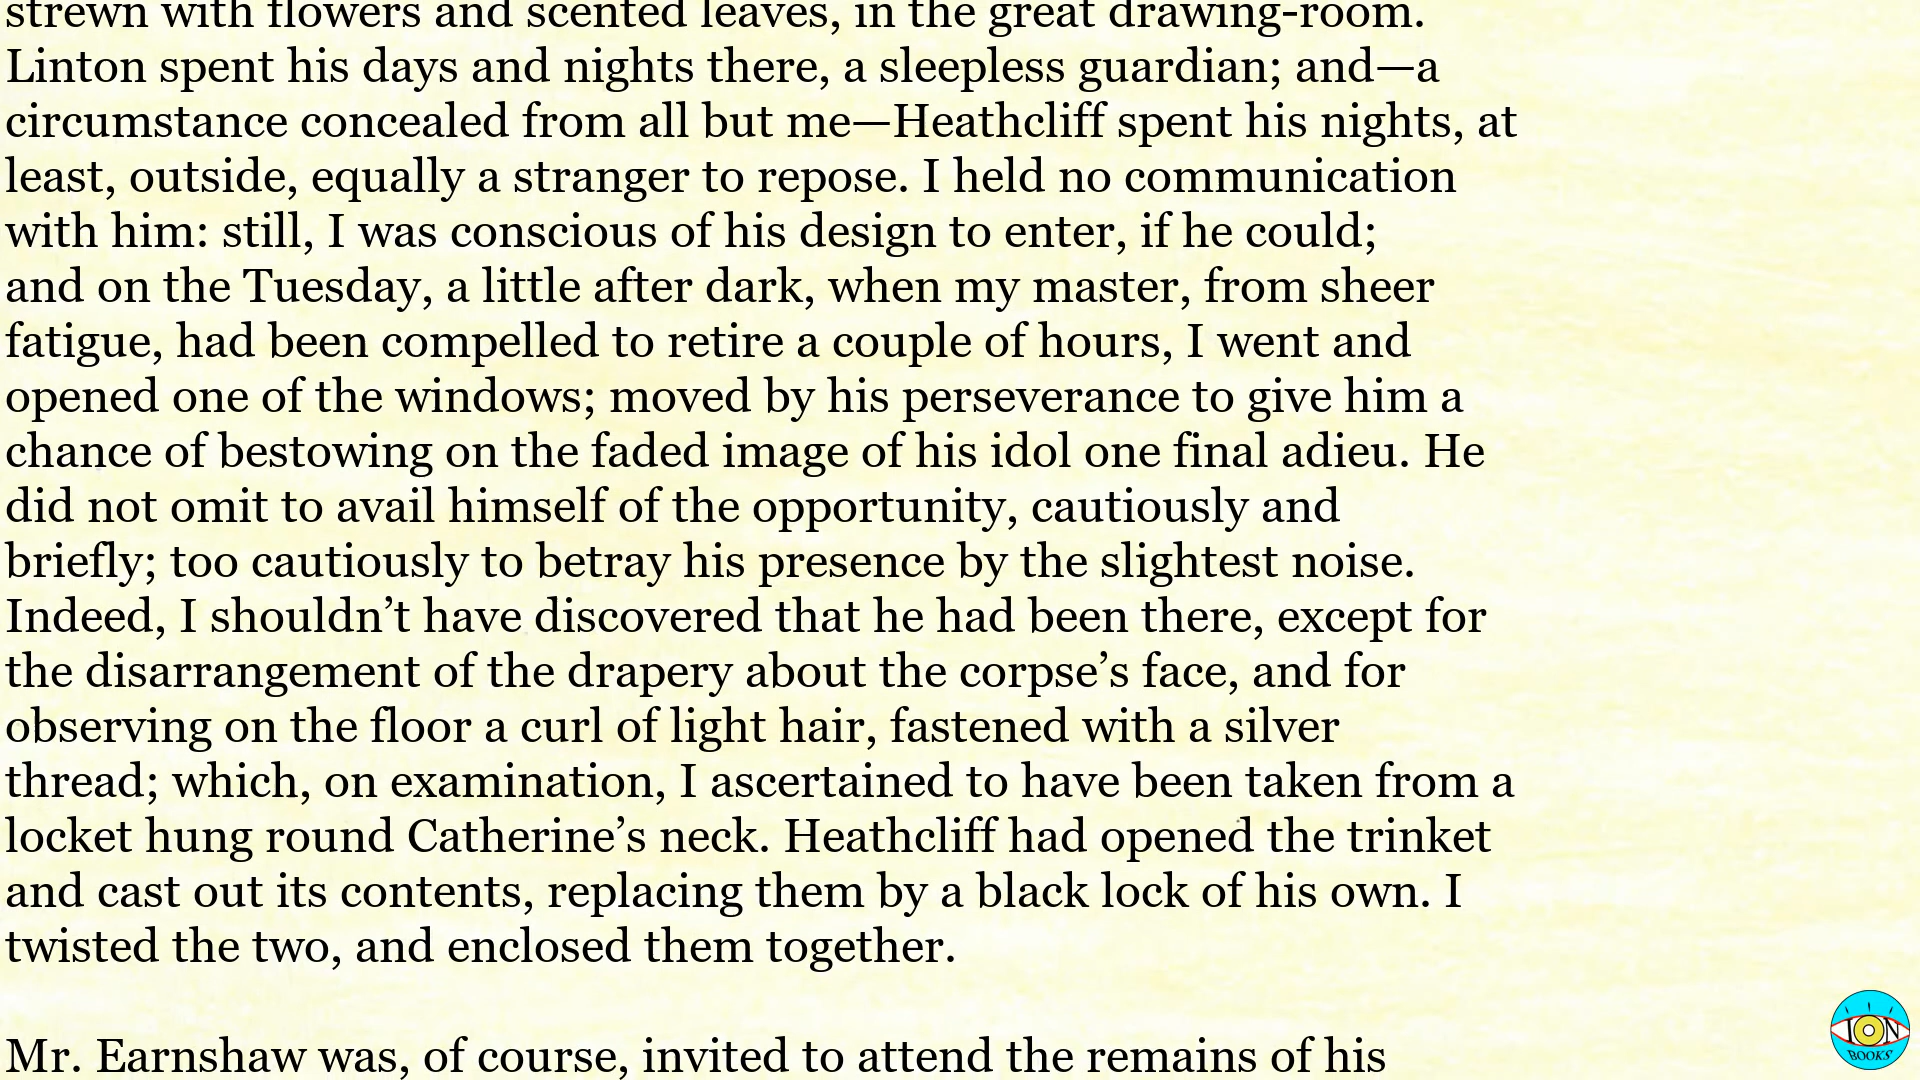 strewn with flowers and scented leaves, in the great drawing-room.
Linton spent his days and nights there, a sleepless guardian; and—a
circumstance concealed from all but me—Heathcliff spent his nights, at
least, outside, equally a stranger to repose. I held no communication
with him: still, I was conscious of his design to enter, if he could;
and on the Tuesday, a little after dark, when my master, from sheer
fatigue, had been compelled to retire a couple of hours, I went and
opened one of the windows; moved by his perseverance to give him a
chance of bestowing on the faded image of his idol one final adieu. He
did not omit to avail himself of the opportunity, cautiously and
briefly; too cautiously to betray his presence by the slightest noise.
Indeed, I shouldn’t have discovered that he had been there, except for
the disarrangement of the drapery about the corpse’s face, and for
observing on the floor a curl of light hair, fastened with a silver
thread; which, on examination, I ascertained to have been taken from a
locket hung round Catherine’s neck. Heathcliff had opened the trinket
and cast out its contents, replacing them by a black lock of his own. I
twisted the two, and enclosed them together.
Mr. Earnshaw was, of course, invited to attend the remains of his
ION
BOOKS